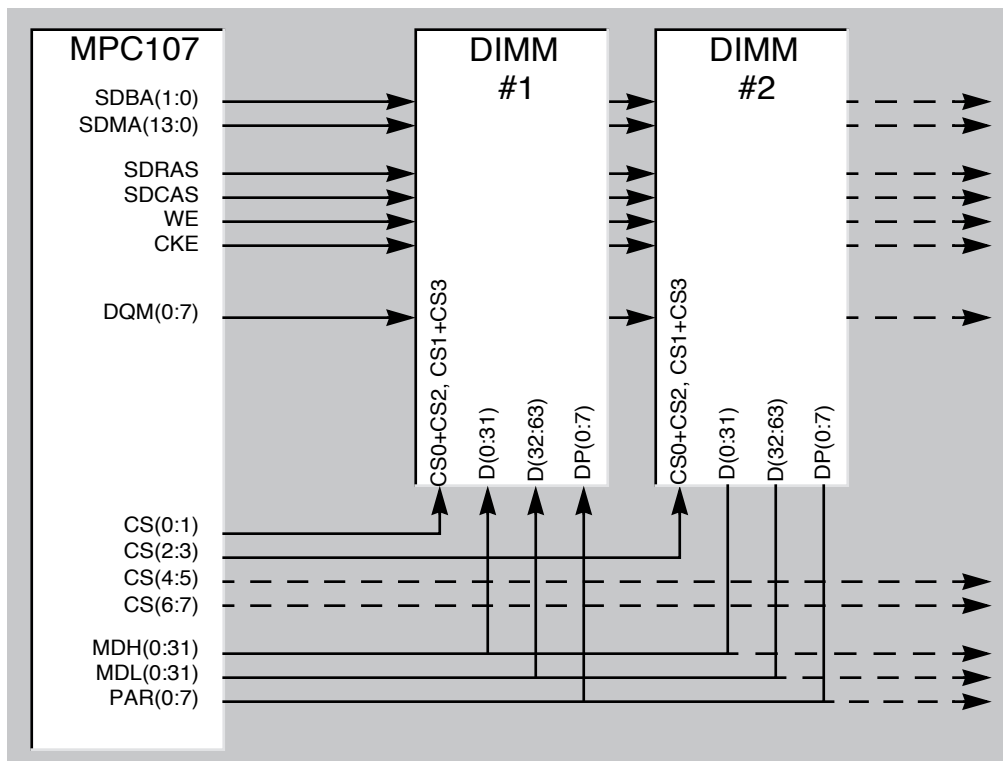 MPC107
DIMM
#1
DIMM
#2
SDBA(1:0)
SDMA(13:0)
SDRAS
SDCAS
WE
CKE
DQM(0:7)
CS0+CS2, CS1+CS3
D(0:31)
D(32:63)
DP(0:7)
CS0+CS2, CS1+CS3
D(0:31)
D(32:63)
DP(0:7)
CS(0:1)
CS(2:3)
CS(4:5)
CS(6:7)
MDH(0:31)
MDL(0:31)
PAR(0:7)